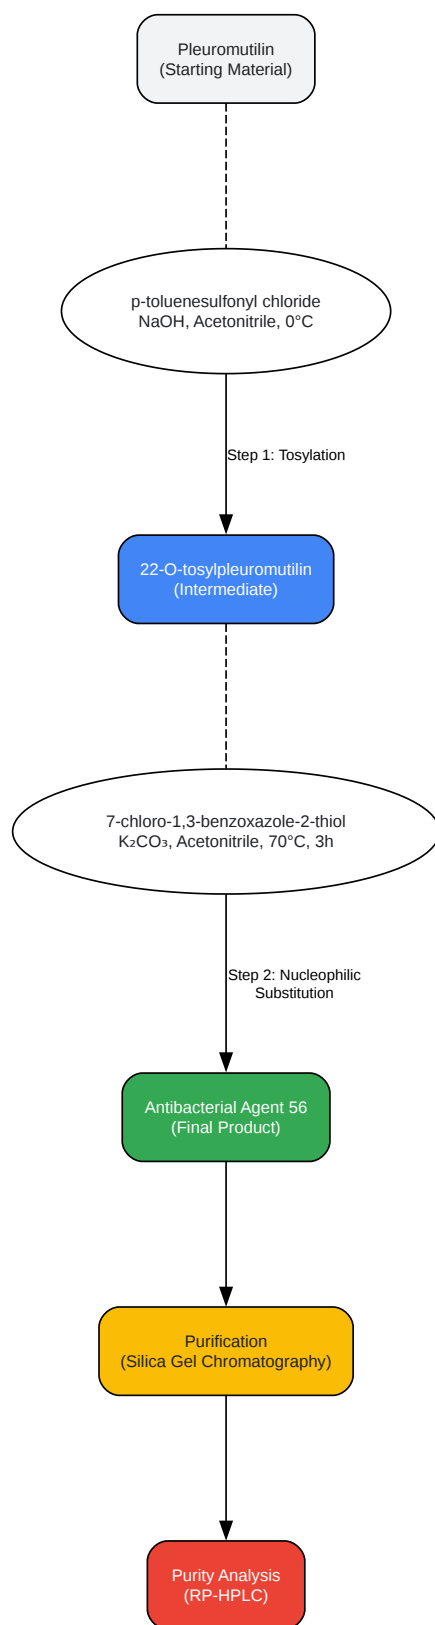 Pleuromutilin
(Starting Material)
p-toluenesulfonyl chloride
NaOH, Acetonitrile, 0°C
Step 1: Tosylation
22-O-tosylpleuromutilin
(Intermediate)
7-chloro-1,3-benzoxazole-2-thiol
K₂CO₃, Acetonitrile, 70°C, 3h
Step 2: Nucleophilic
Substitution
Antibacterial Agent 56
(Final Product)
Purification
(Silica Gel Chromatography)
Purity Analysis
(RP-HPLC)